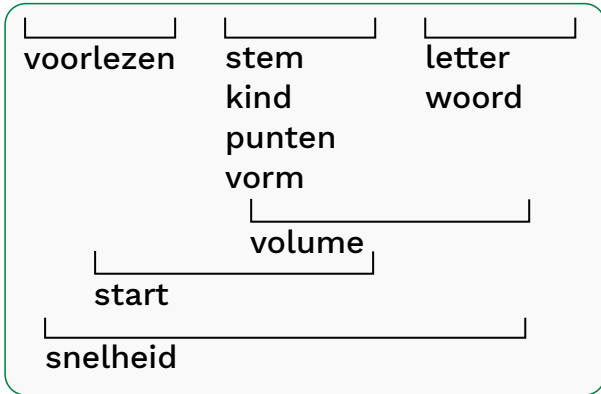 voorlezen stem letter
kind woord
punten
vorm
volume
start
snelheid